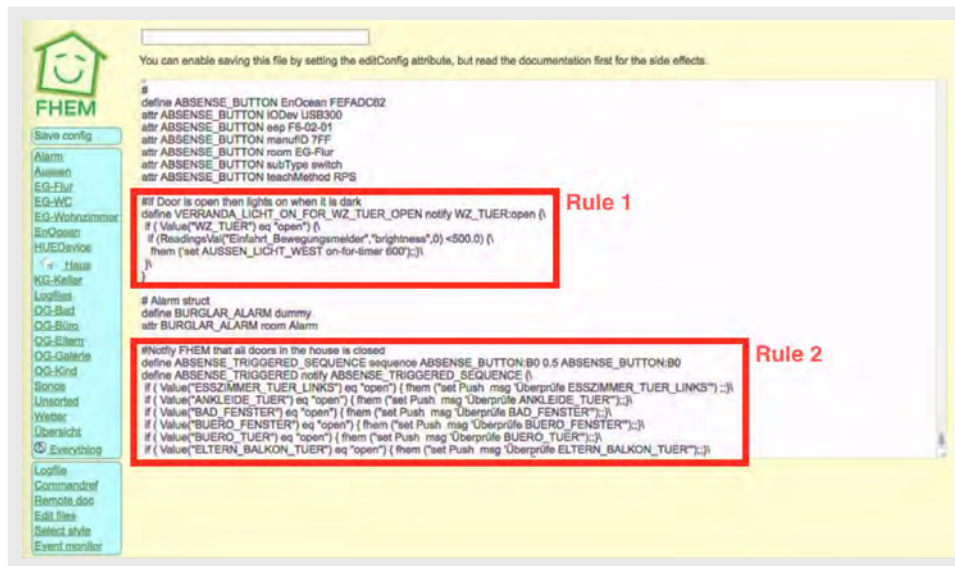 You can enable saving this file by setting the editConfig attribute, but read the documentation first for the side effects.
FHEM
Save config
Alarm
Aussen
EG-Flur
EG-WC
EG-Wohnzimmer
EnOcean
HUEDevice
Haus
KG-Keller
Logfiles
OG-Bad
OG-Büro
OG-Eltern
OG-Galerie
OG-Kind
Sonos
Unsorted
Wetter
Übersicht
Everything
Logfile
Commandref
Remote doc
Edit files
Select style
Event monitor
#
define ABSENSE_BUTTON EnOcean FEFADC62
attr ABSENSE_BUTTON IODev USB300
attr ABSENSE_BUTTON eep F6-02-01
attr ABSENSE_BUTTON manufID 7FF
attr ABSENSE_BUTTON room EG-Flur
attr ABSENSE_BUTTON subType switch
attr ABSENSE_BUTTON teachMethod RPS
#If Door is open then lights on when it is dark
define VERRANDA_LICHT_ON_FOR_WZ_TUER_OPEN notify WZ_TUER:open {\
if ( Value("WZ_TUER") eq "open") {\
if (ReadingsVal("Einfahrt_Bewegungsmelder","brightness",0) <500.0) {\
fhem ('set AUSSEN_LICHT_WEST on-for-timer 600');;}\
}\
}
Rule 1
# Alarm struct
define BURGLAR_ALARM dummy
attr BURGLAR_ALARM room Alarm
#Notfiy FHEM that all doors in the house is closed
define ABSENSE_TRIGGERED_SEQUENCE sequence ABSENSE_BUTTON:B0 0.5 ABSENSE_BUTTON:B0
define ABSENSE_TRIGGERED notify ABSENSE_TRIGGERED_SEQUENCE {\
if ( Value("ESSZIMMER_TUER_LINKS") eq "open") { fhem ("set Push msg 'Überprüfe ESSZIMMER_TUER_LINKS'") ;;}\
if ( Value("ANKLEIDE_TUER") eq "open") { fhem ("set Push msg 'Überprüfe ANKLEIDE_TUER'");;}\
if ( Value("BAD_FENSTER") eq "open") { fhem ("set Push msg 'Überprüfe BAD_FENSTER'");;}\
if ( Value("BUERO_FENSTER") eq "open") { fhem ("set Push msg 'Überprüfe BUERO_FENSTER'");;}\
if ( Value("BUERO_TUER") eq "open") { fhem ("set Push msg 'Überprüfe BUERO_TUER'");;}\
if ( Value("ELTERN_BALKON_TUER") eq "open") { fhem ("set Push msg 'Überprüfe ELTERN_BALKON_TUER'");;}\
Rule 2